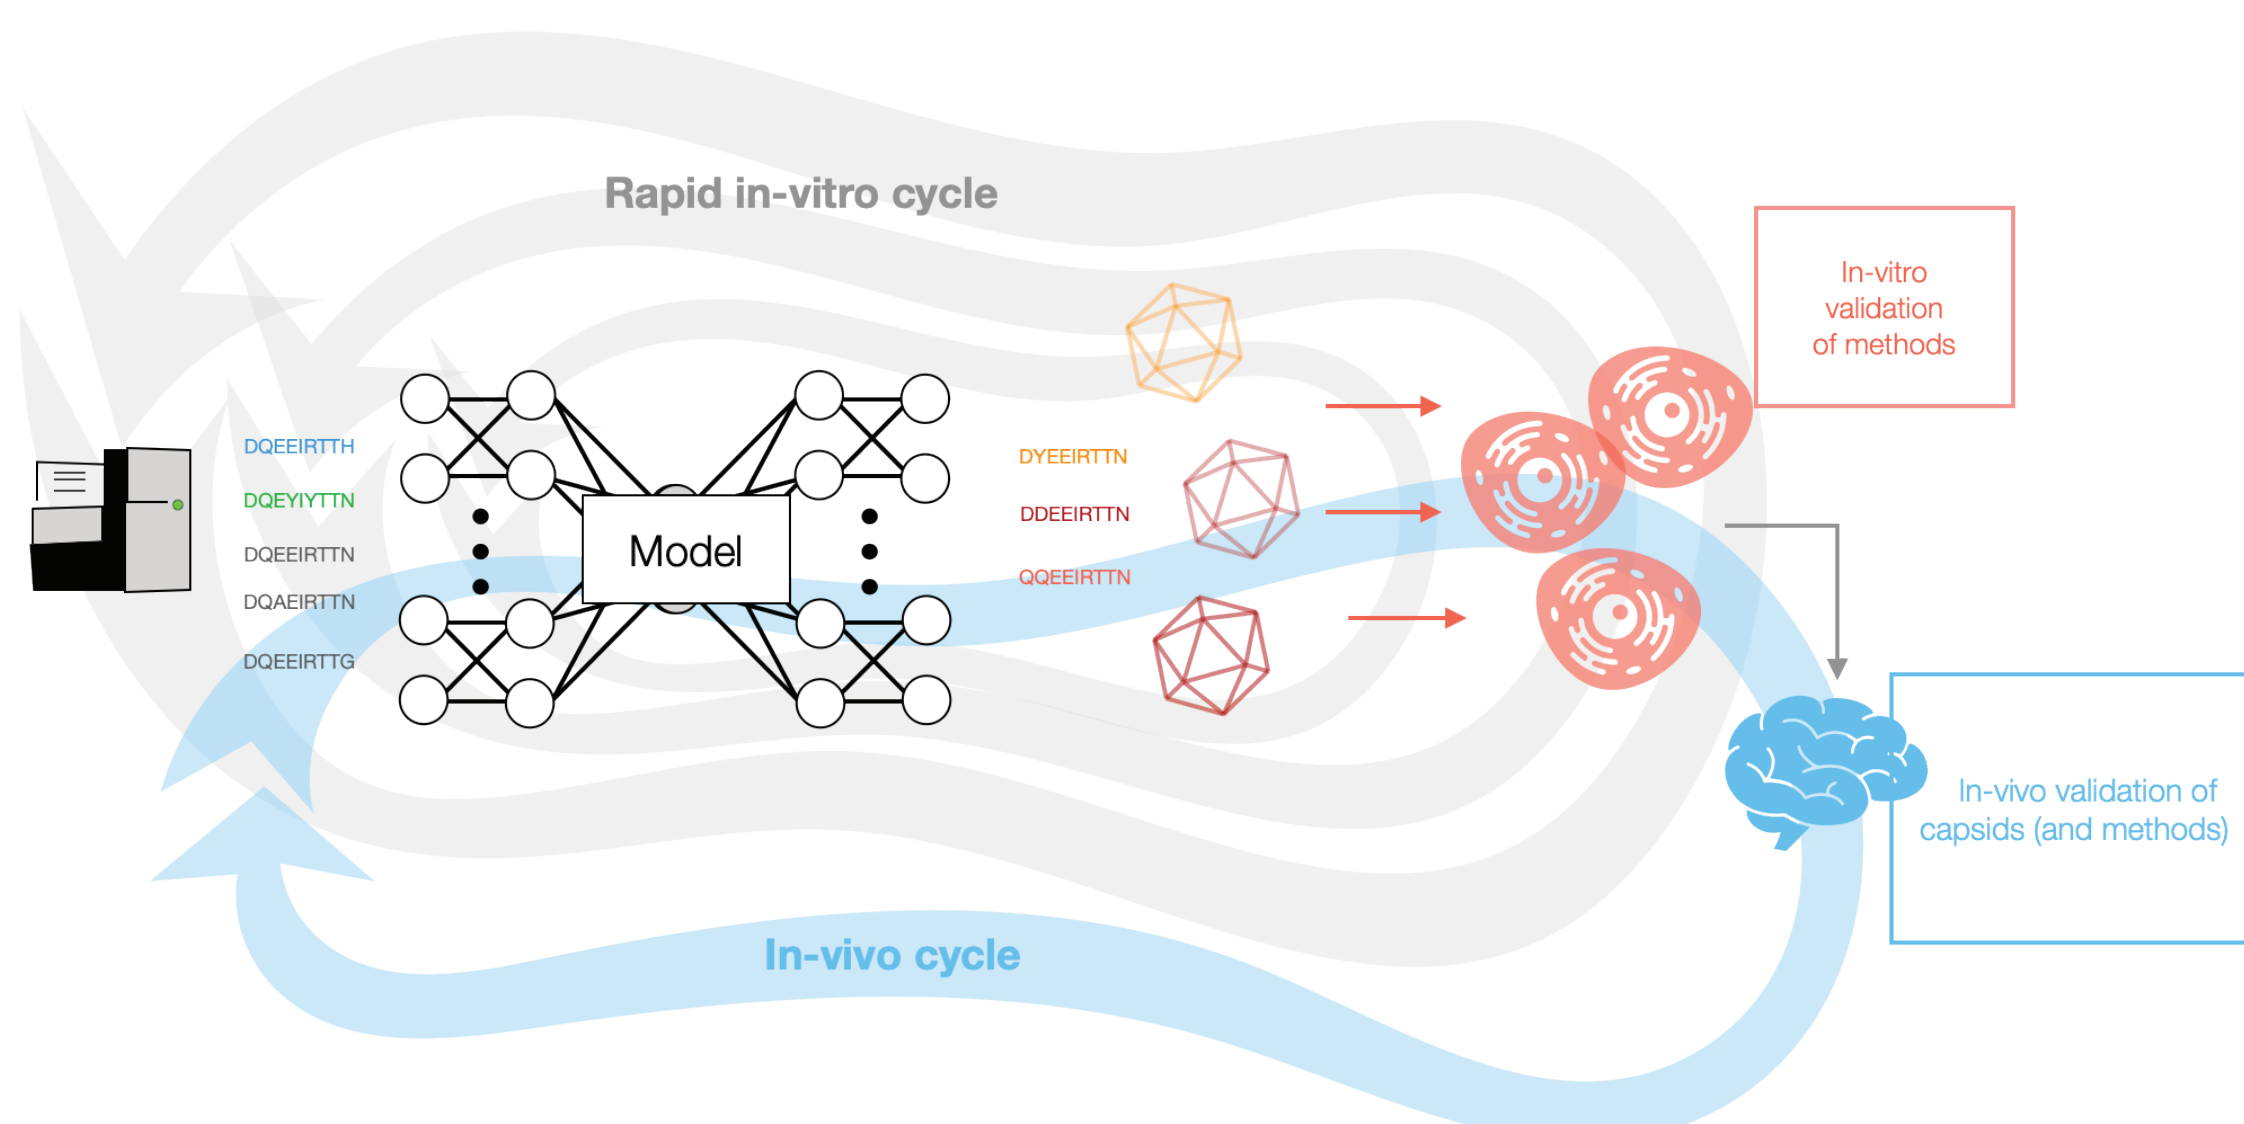 Rapid in-vitro cycle
In-vitro
validation
of methods
DQEEIRTTH
DQEYIYTTN
DQEEIRTTN
DQAEIRTTN
DQEEIRTTG
Model
DYEEIRTTN
DDEEIRTTN
QQEEIRTTN
In-vivo validation of
capsids (and methods)
In-vivo cycle